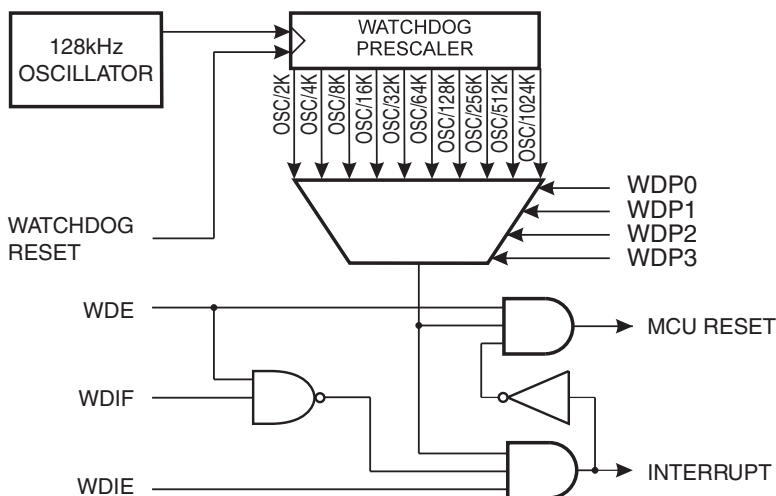 128kHz
OSCILLATOR
WATCHDOG
PRESCALER
OSC/2K
OSC/4K
OSC/8K
OSC/16K
OSC/32K
OSC/64K
OSC/128K
OSC/256K
OSC/512K
OSC/1024K
WDP0
WDP1
WDP2
WDP3
WATCHDOG
RESET
WDE
MCU RESET
WDIF
INTERRUPT
WDIE